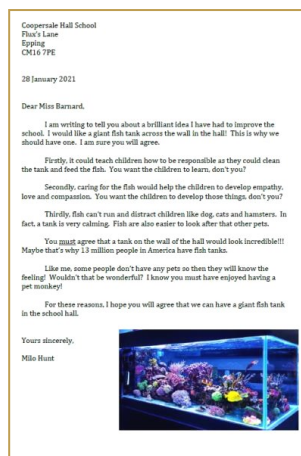 Coopersale Hall School
Flux's Lane
Epping
CM16 7PE
28 January 2021
Dear Miss Barnard,
I am writing to tell you about a brilliant idea I have had to improve the
school. I would like a giant fish tank across the wall in the hall! This is why we
should have one. I am sure you will agree.
Firstly, it could teach children how to be responsible as they could clean
the tank and feed the fish. You want the children to learn, don't you?
Secondly, caring for the fish would help the children to develop empathy,
love and compassion. You want the children to develop those things, don't you?
Thirdly, fish can't run and distract children like dog, cats and hamsters. In
fact, a tank is very calming. Fish are also easier to look after that other pets.
You must agree that a tank on the wall of the hall would look incredible!!!
Maybe that's why 13 million people in America have fish tanks.
Like me, some people don't have any pets so then they will know the
feeling! Wouldn't that be wonderful? I know you must have enjoyed having a
pet monkey!
For these reasons, I hope you will agree that we can have a giant fish tank
in the school hall.
Yours sincerely,
Milo Hunt